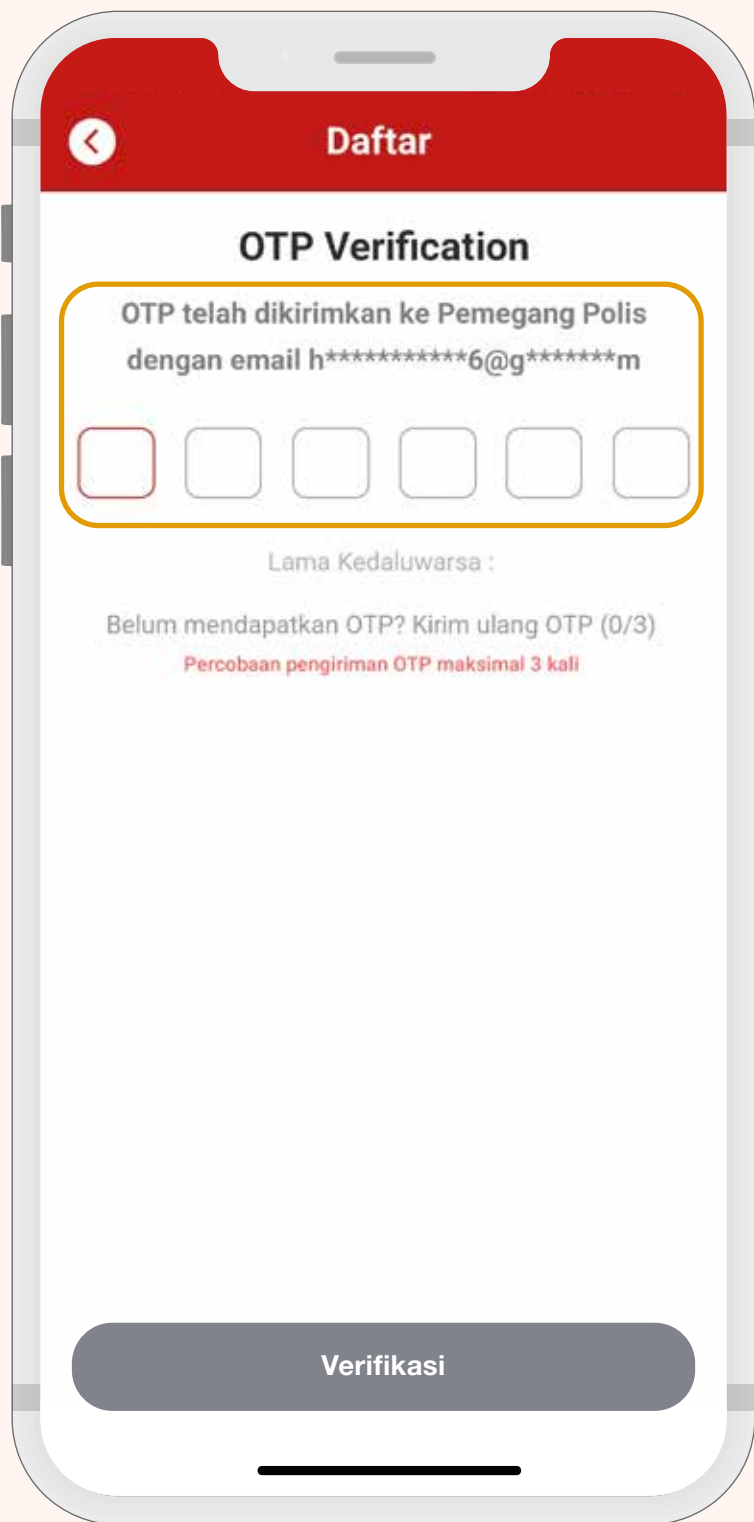 Daftar
OTP Verification
OTP telah dikirimkan ke Pemegang Polis
dengan email h***********6@g*******m
Lama Kedaluwarsa :
Belum mendapatkan OTP? Kirim ulang OTP (0/3)
Percobaan pengiriman OTP maksimal 3 kali
Verifikasi